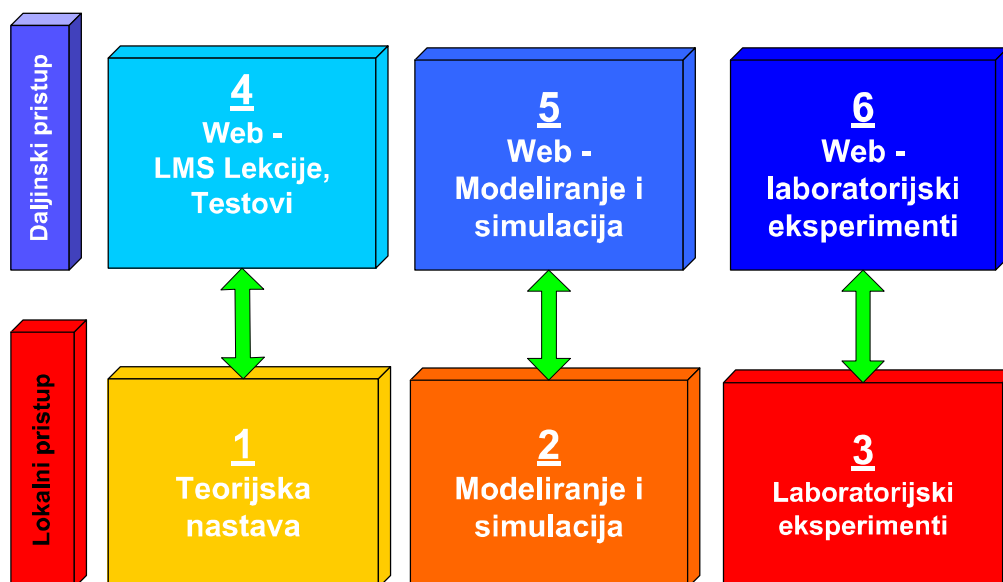 Daljinski pristup
4
Web -
LMS Lekcije,
Testovi
5
Web -
Modeliranje i
simulacija
6
Web -
laboratorijski
eksperimenti
Lokalni pristup
1
Teorijska
nastava
2
Modeliranje i
simulacija
3
Laboratorijski
eksperimenti